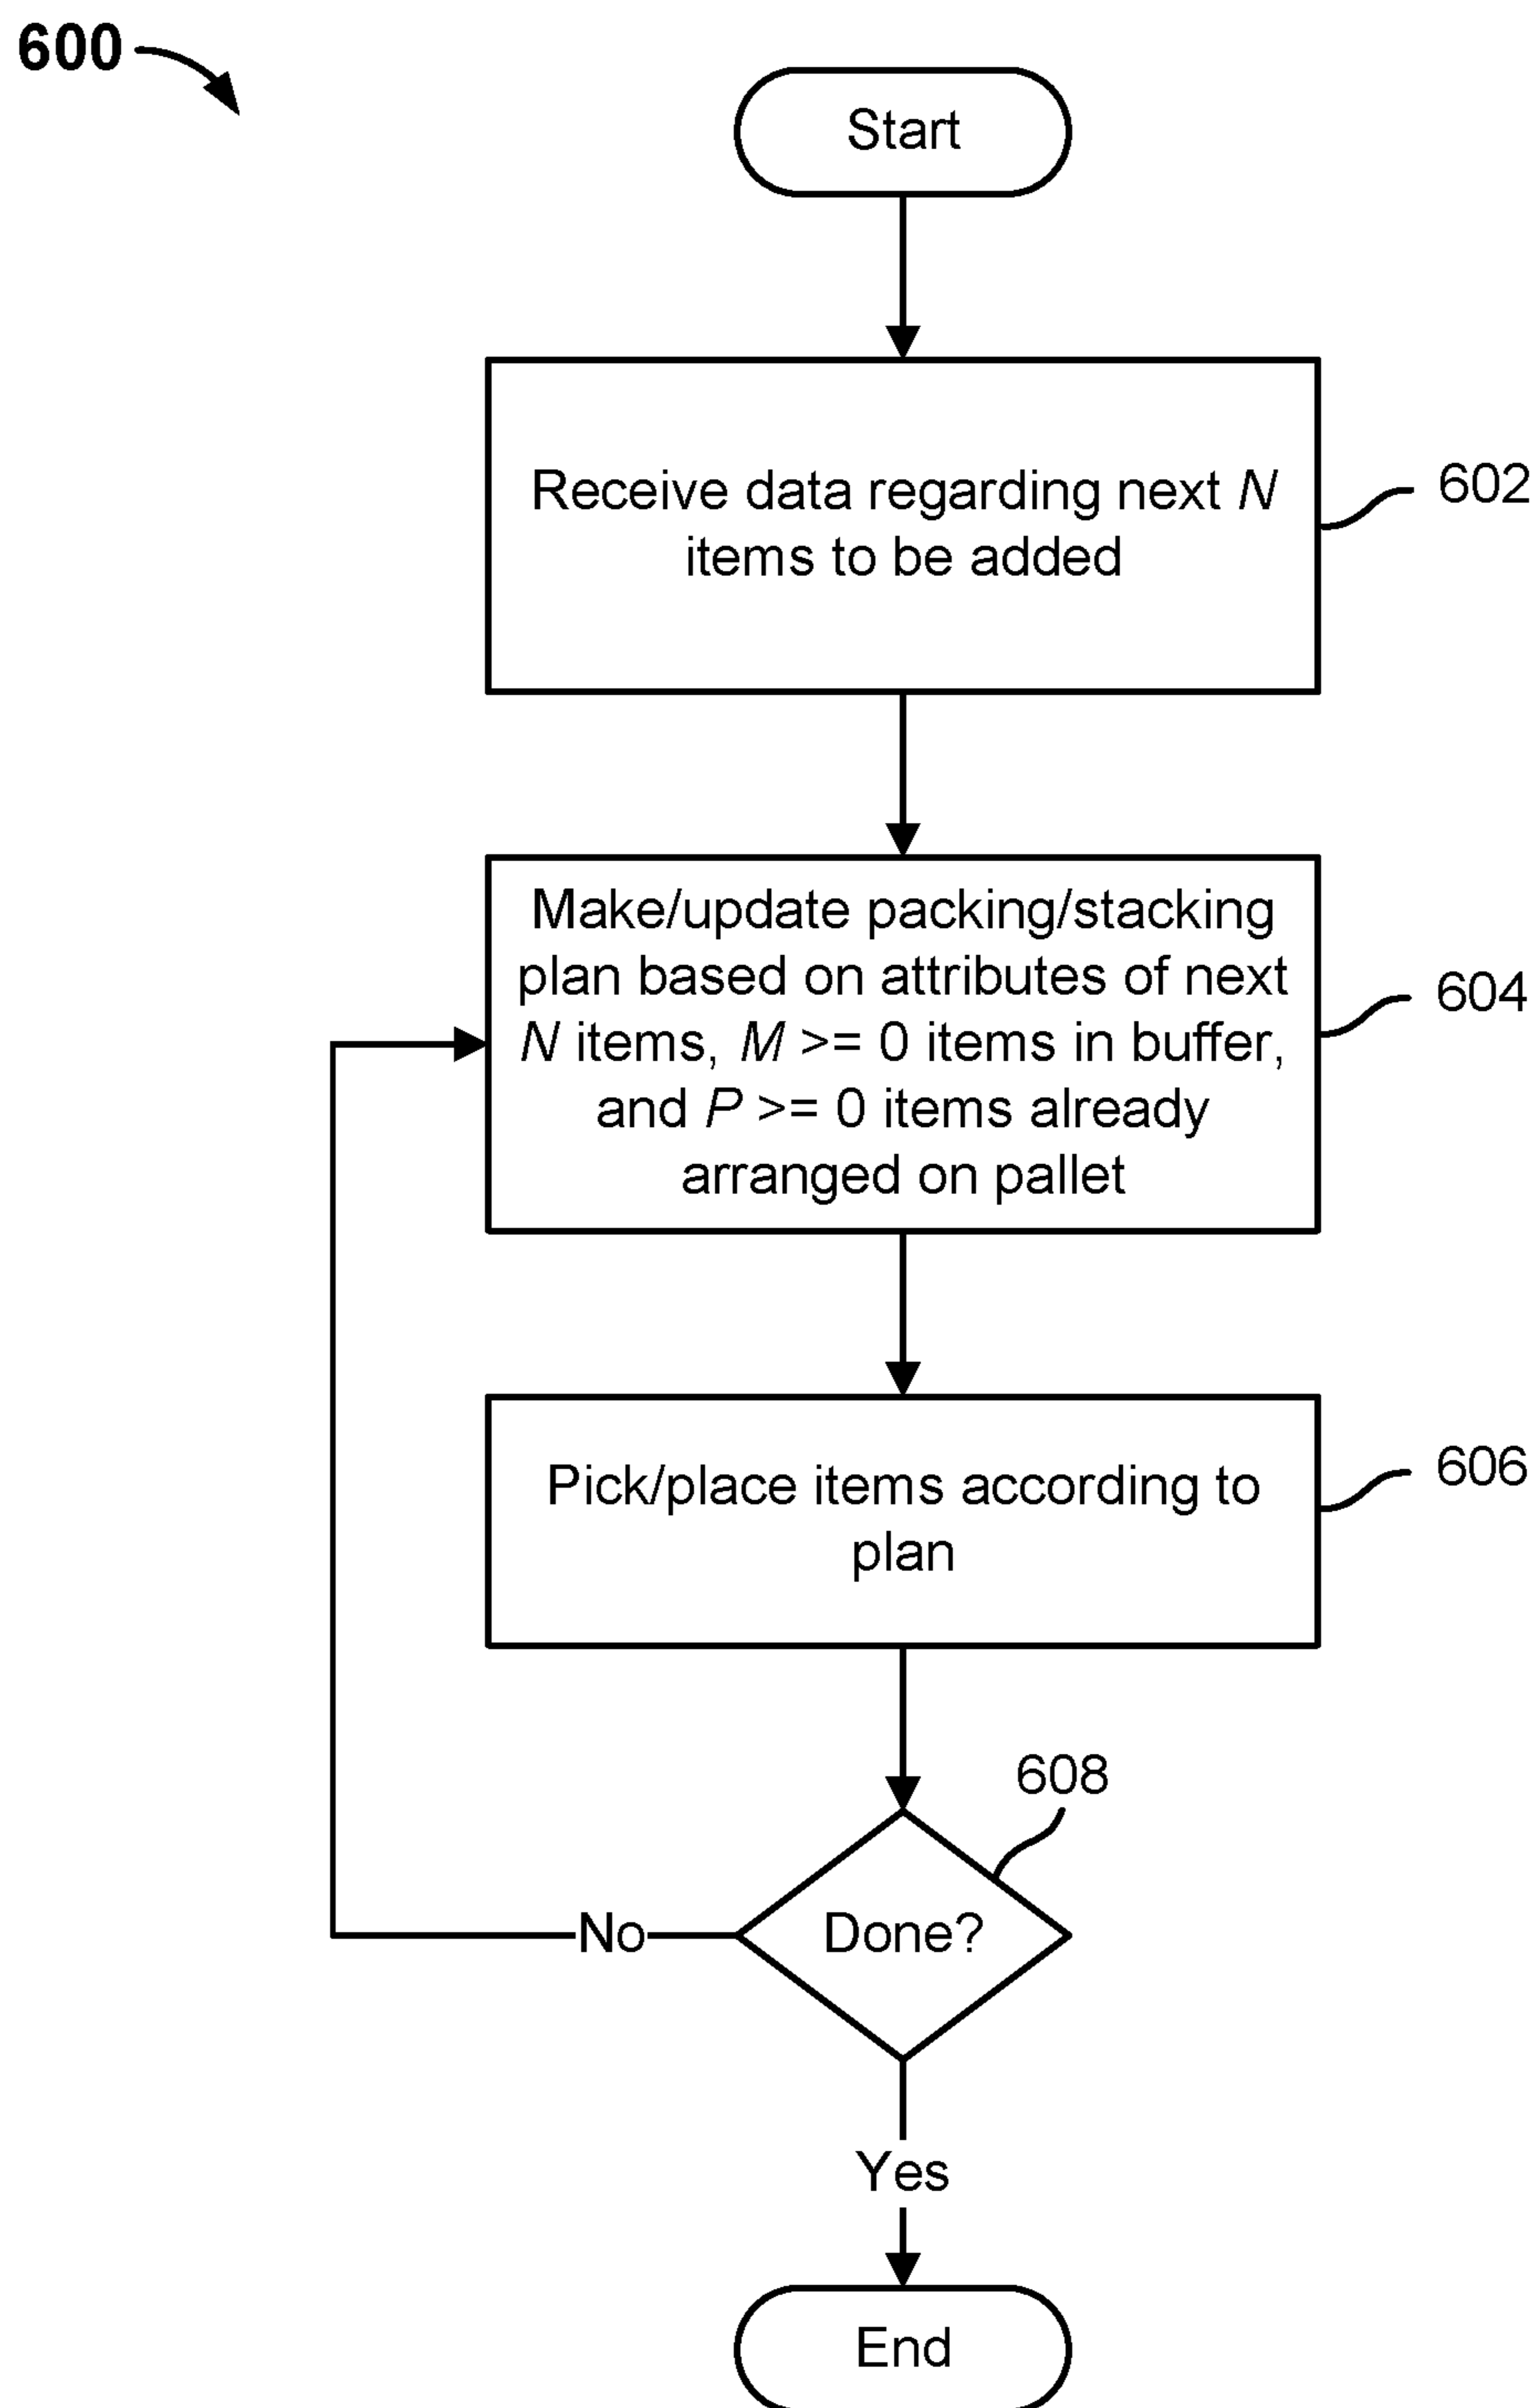 600
Start
Receive data regarding next N
items to be added
602
Make/update packing/stacking
plan based on attributes of next
N items, M >= 0 items in buffer,
and P >= 0 items already
arranged on pallet
604
Pick/place items according to
plan
606
608
Done?
No
Yes
End